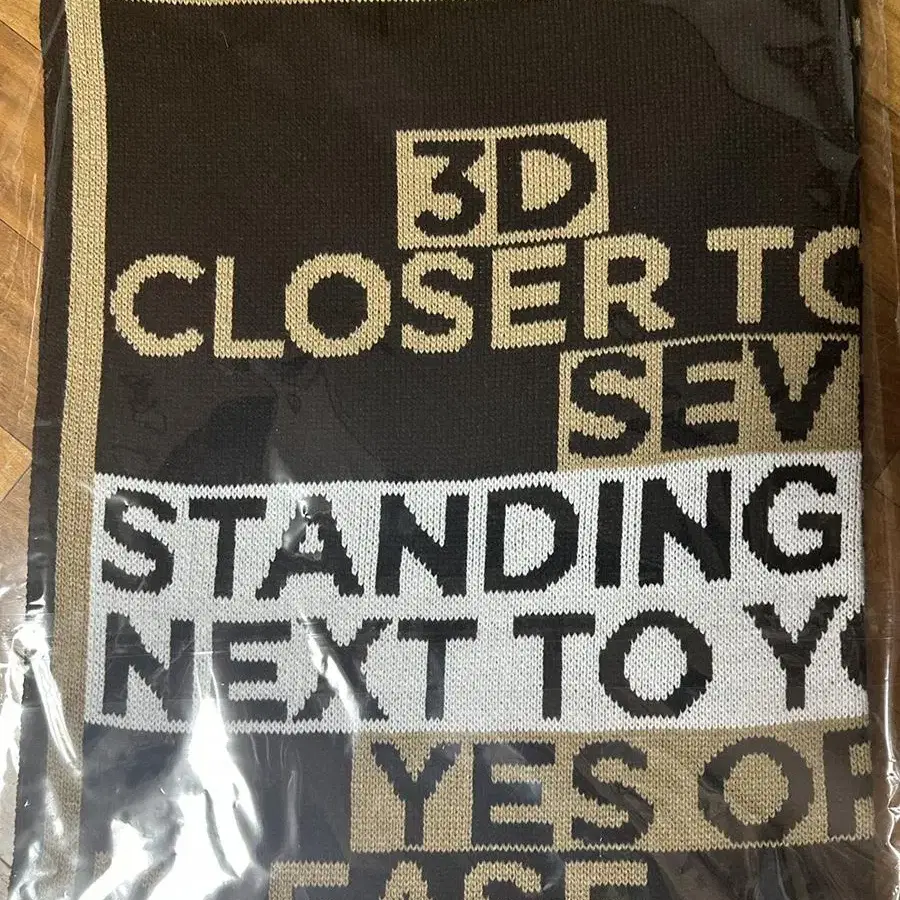 3D
CLOSER TO
SEV
STANDING
NEXT TO YO
YES OR